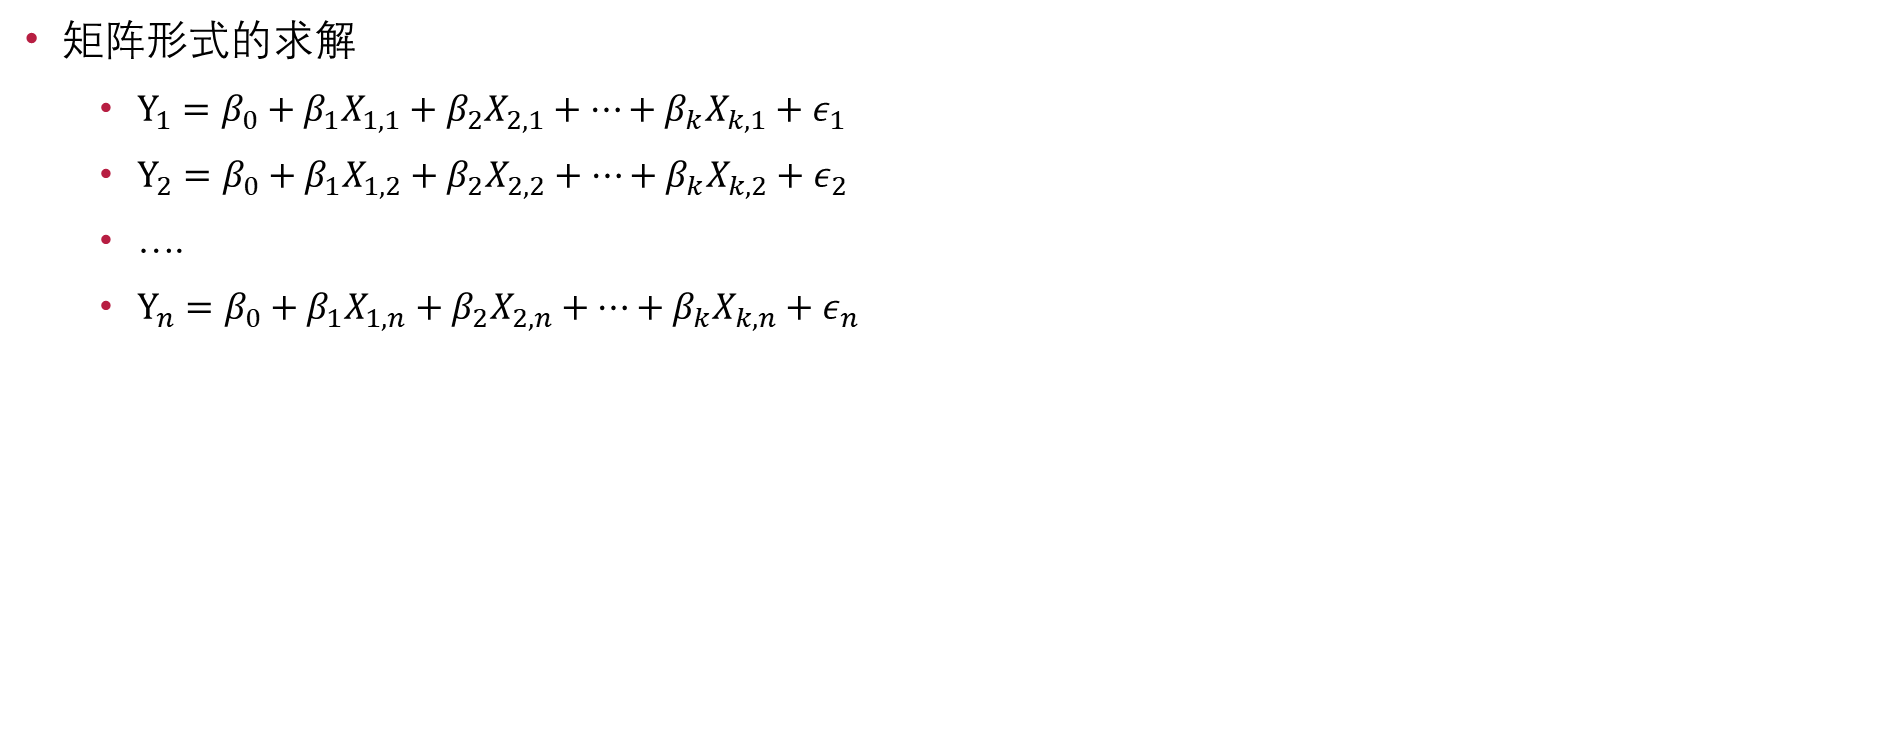 • 矩阵形式的求解
• Y₁ = β₀ + β₁X₁,₁ + β₂X₂,₁ + ⋯ + βₖXₖ,₁ + ϵ₁
• Y₂ = β₀ + β₁X₁,₂ + β₂X₂,₂ + ⋯ + βₖXₖ,₂ + ϵ₂
• ….
• Yₙ = β₀ + β₁X₁,ₙ + β₂X₂,ₙ + ⋯ + βₖXₖ,ₙ + ϵₙ